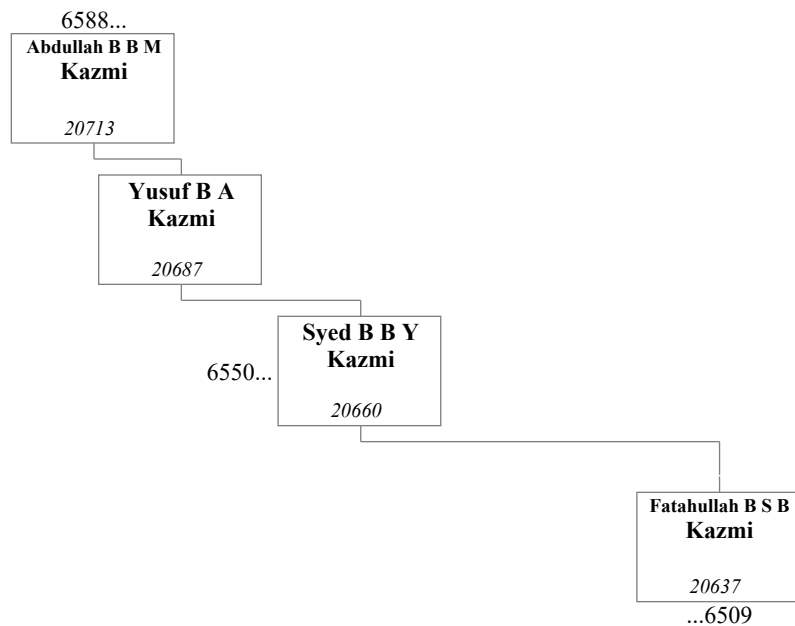 6588...
Abdullah B B M
Kazmi
20713
Yusuf B A
Kazmi
20687
Syed B B Y
Kazmi
6550...
20660
Fatahullah B S B
Kazmi
20637
...6509